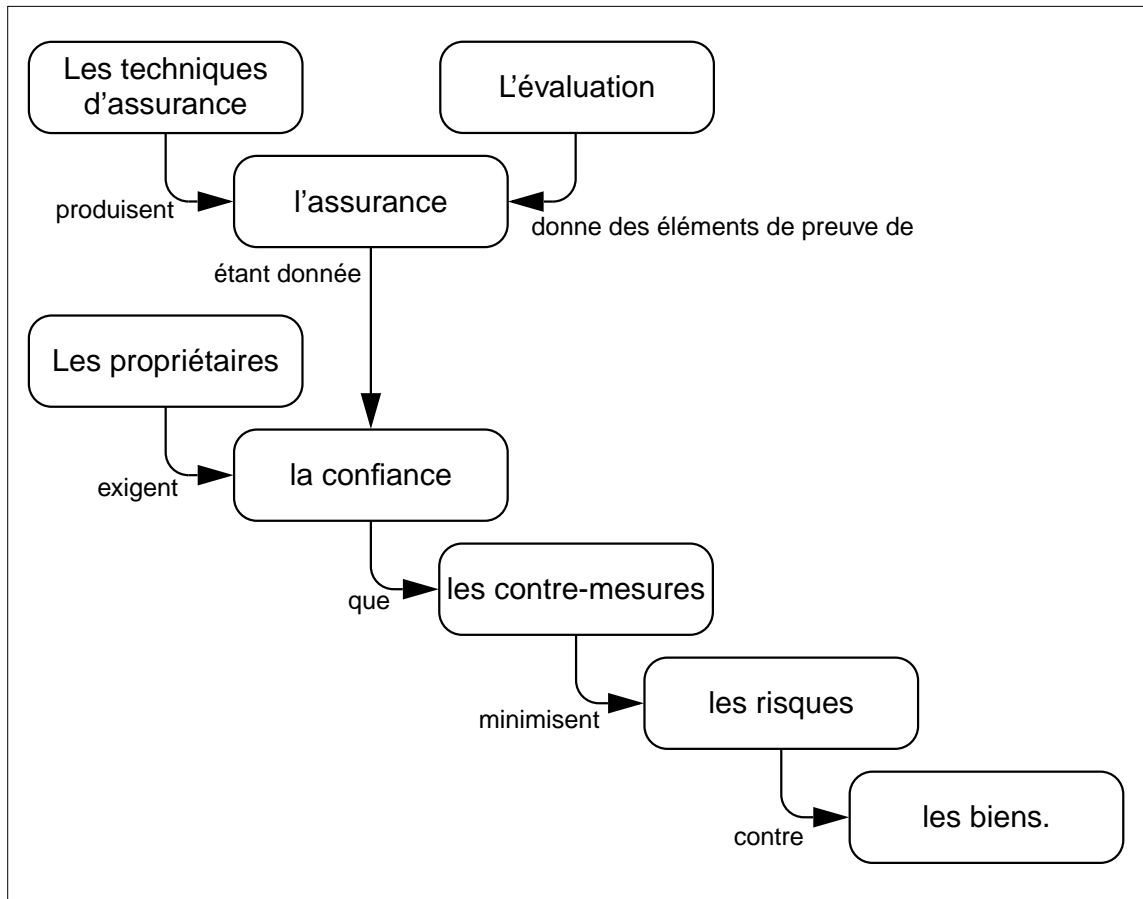 Les techniques
d'assurance
L'évaluation
produisent
l'assurance
donne des éléments de preuve de
étant donnée
Les propriétaires
exigent
la confiance
que
les contre-mesures
minimisent
les risques
contre
les biens.